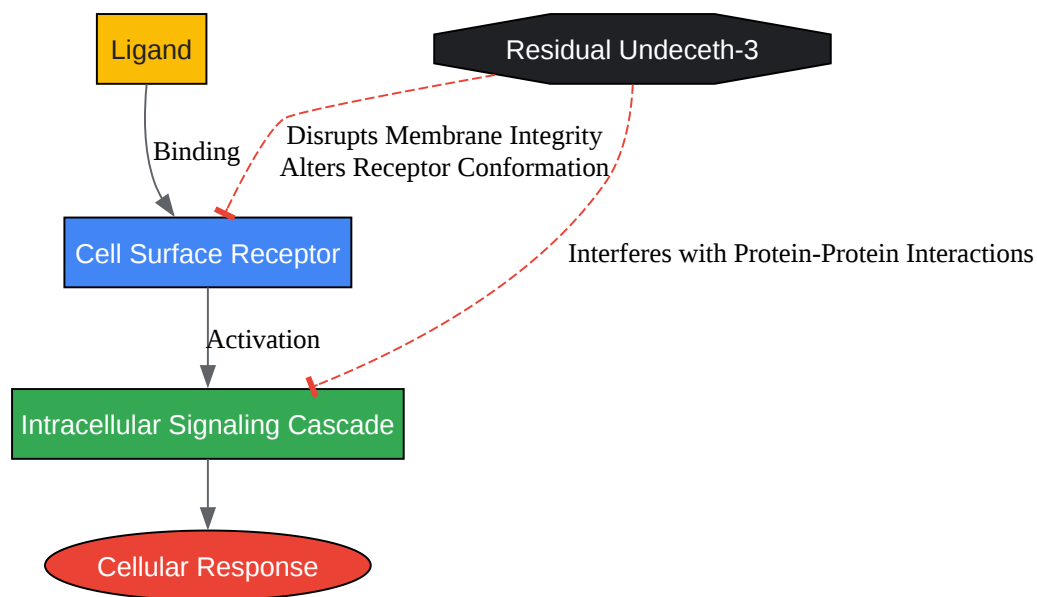 Ligand
Residual Undeceth-3
Binding
Disrupts Membrane Integrity
Alters Receptor Conformation
Cell Surface Receptor
Interferes with Protein-Protein Interactions
Activation
Intracellular Signaling Cascade
Cellular Response